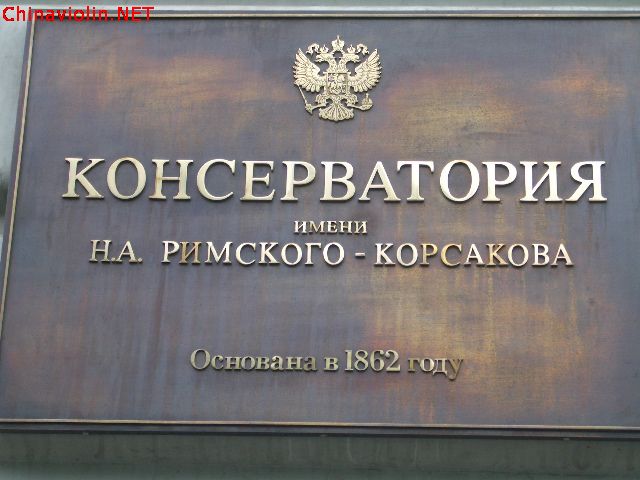 Chinaviolin.NET
КОНСЕРВАТОРИЯ
ИМЕНИ
Н.А. РИМСКОГО - КОРСАКОВА
Основана в 1862 году